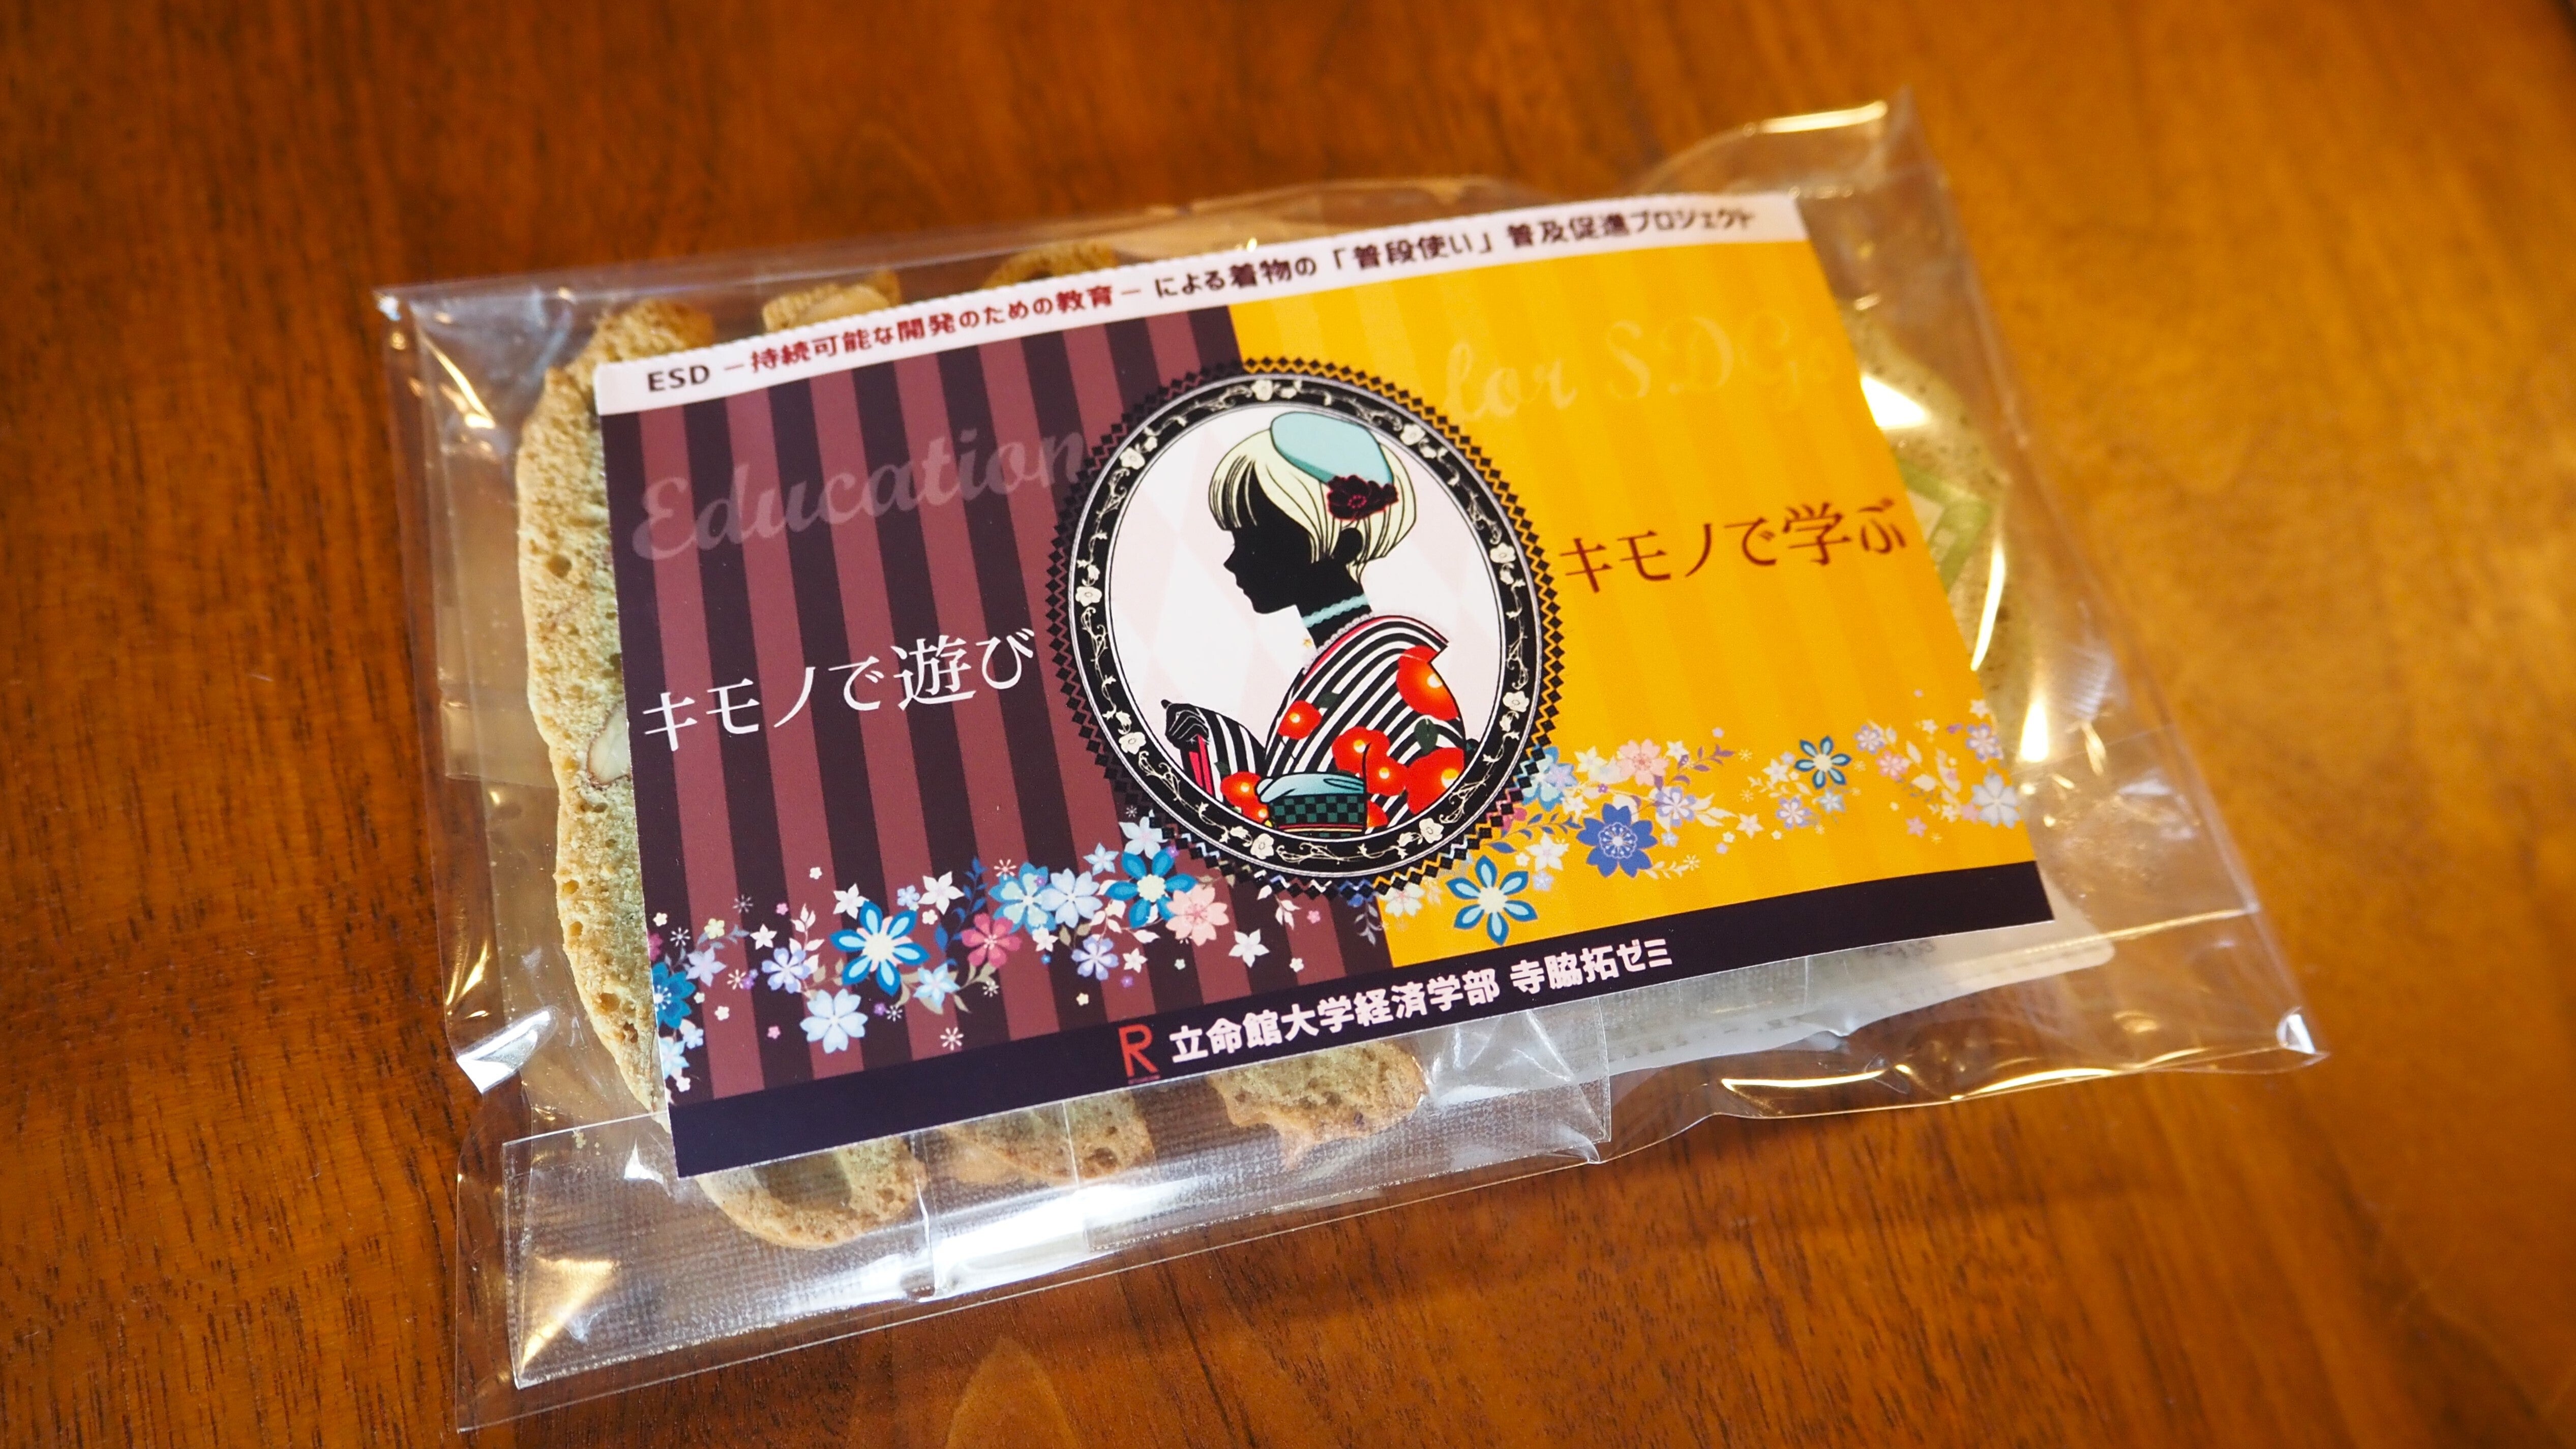 ESD －持続可能な開発のための教育－ による着物の「普段使い」普及促進プロジェクト
Education for SDGs
キモノで遊び
キモノで学ぶ
R 立命館大学経済学部 寺脇拓ゼミ